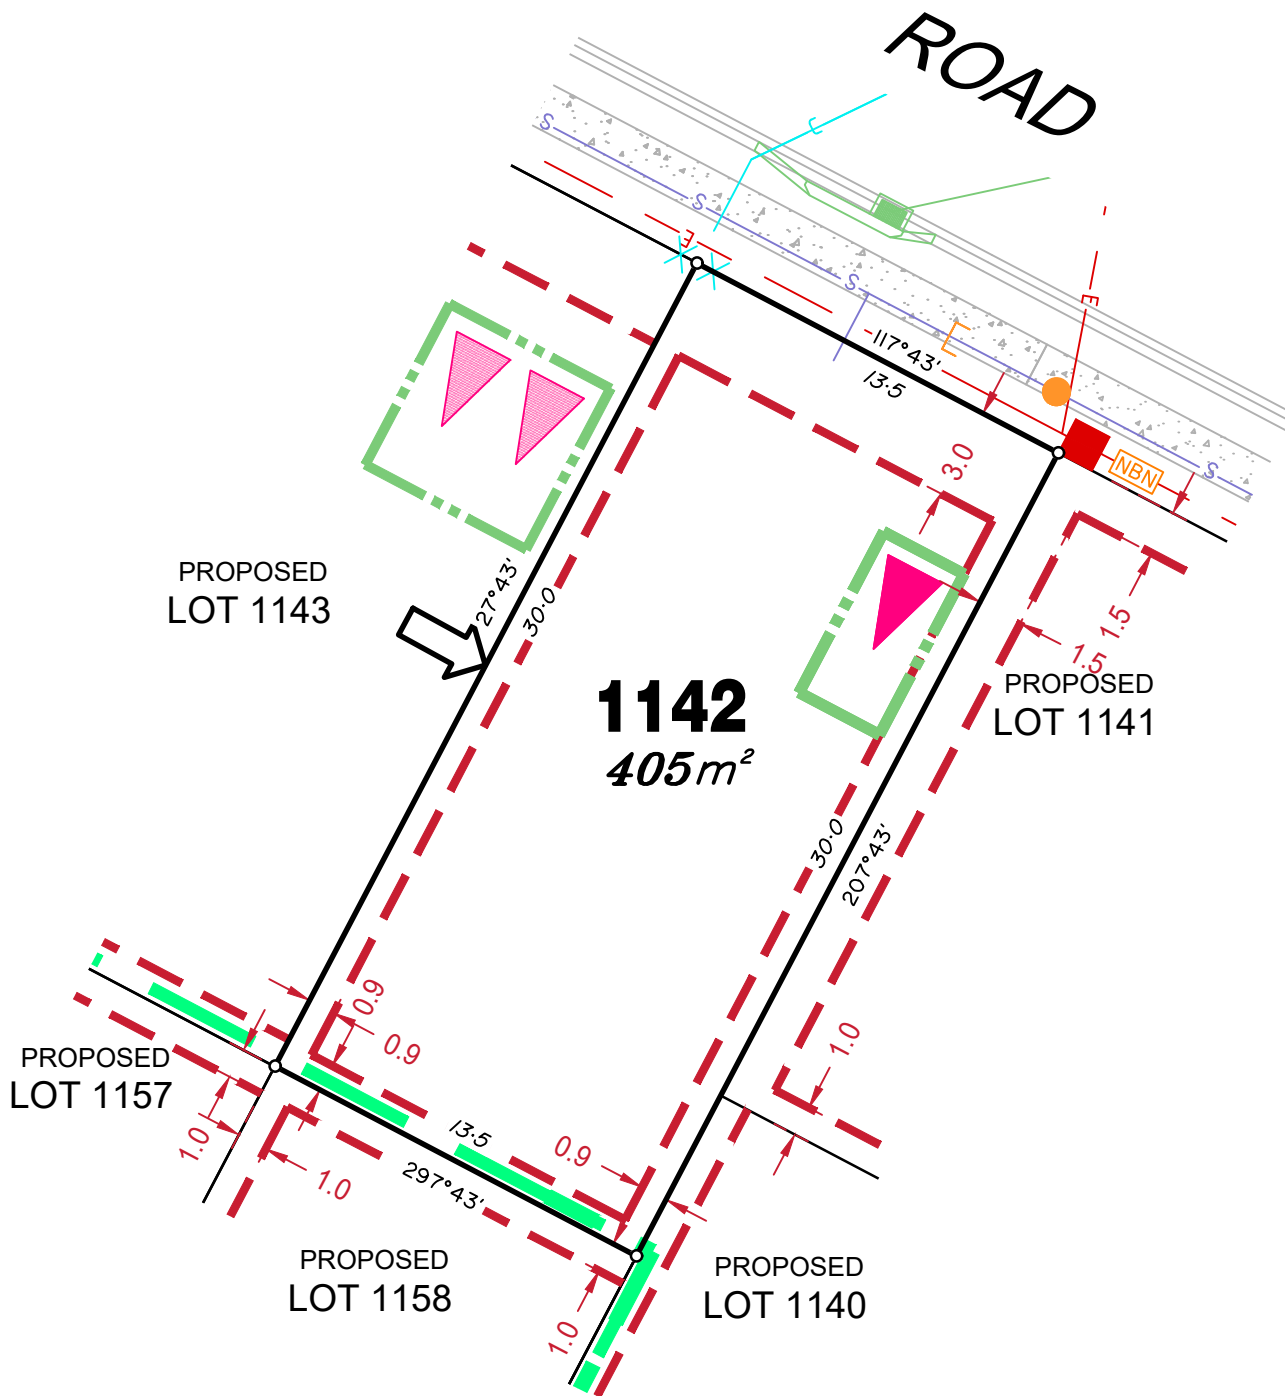 ROAD
S
E
S
S
E
E
117°43'
13·5
3.0
NBN
S
PROPOSED
LOT 1143
27°43'
30·0
1.5
1.5
PROPOSED
LOT 1141
1142
405m²
30·0
207°43'
0.9
0.9
1.0
PROPOSED
LOT 1157
1.0
13·5
0.9
297°43'
1.0
PROPOSED
LOT 1158
PROPOSED
LOT 1140
1.0